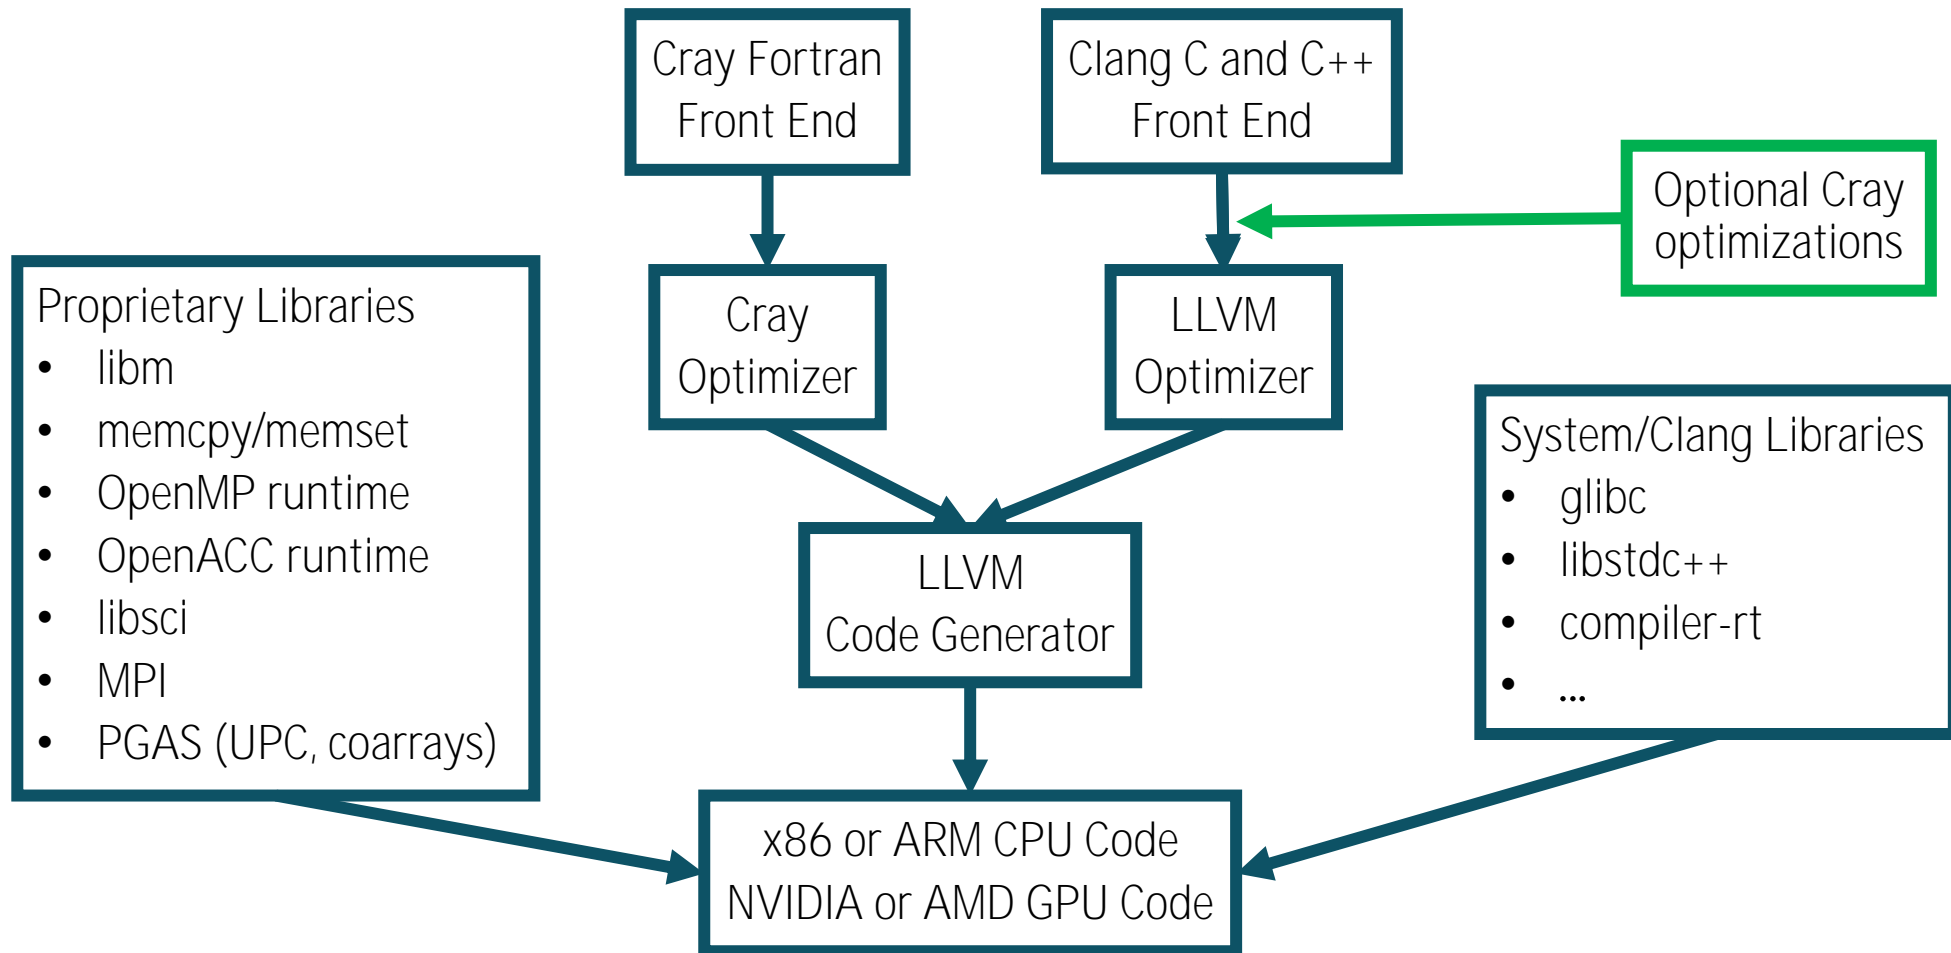 Cray Fortran
Front End
Clang C and C++
Front End
Optional Cray
optimizations
Proprietary Libraries
• libm
• memcpy/memset
• OpenMP runtime
• OpenACC runtime
• libsci
• MPI
• PGAS (UPC, coarrays)
Cray
Optimizer
LLVM
Optimizer
System/Clang Libraries
• glibc
• libstdc++
• compiler-rt
• ...
LLVM
Code Generator
x86 or ARM CPU Code
NVIDIA or AMD GPU Code